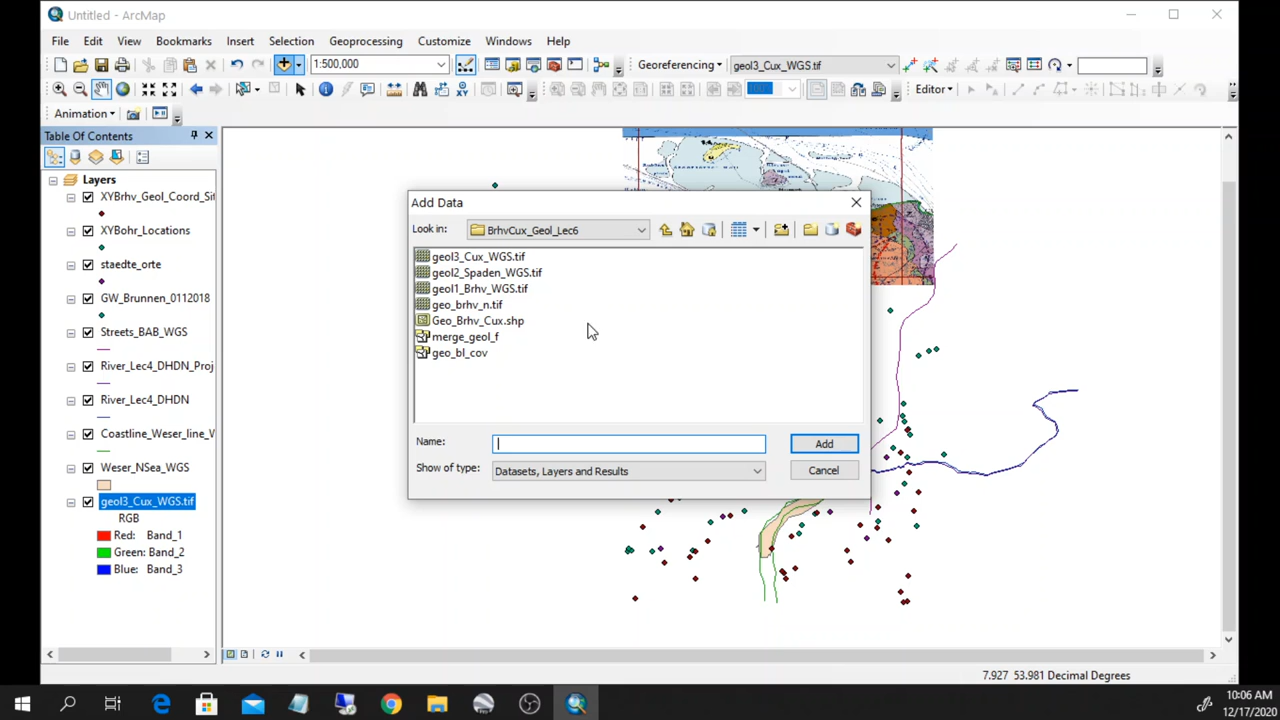 Untitled - ArcMap
File Edit View Bookmarks Insert Selection Geoprocessing Customize Windows Help
1:500,000
Georeferencing
geol3_Cux_WGS.tif
Editor
Animation
Table Of Contents
Layers
XYBrhv_Geol_Coord_Sit
XYBohr_Locations
staedte_orte
GW_Brunnen_0112018
Streets_BAB_WGS
River_Lec4_DHDN_Proj
River_Lec4_DHDN
Coastline_Weser_line_W
Weser_NSea_WGS
geol3_Cux_WGS.tif
RGB
Red: Band_1
Green: Band_2
Blue: Band_3
Add Data
Look in: BrhvCux_Geol_Lec6
geol3_Cux_WGS.tif
geol2_Spaden_WGS.tif
geol1_Brhv_WGS.tif
geo_brhv_n.tif
Geo_Brhv_Cux.shp
merge_geol_f
geo_bl_cov
Name:
Add
Show of type: Datasets, Layers and Results
Cancel
7.927 53.981 Decimal Degrees
10:06 AM
12/17/2020